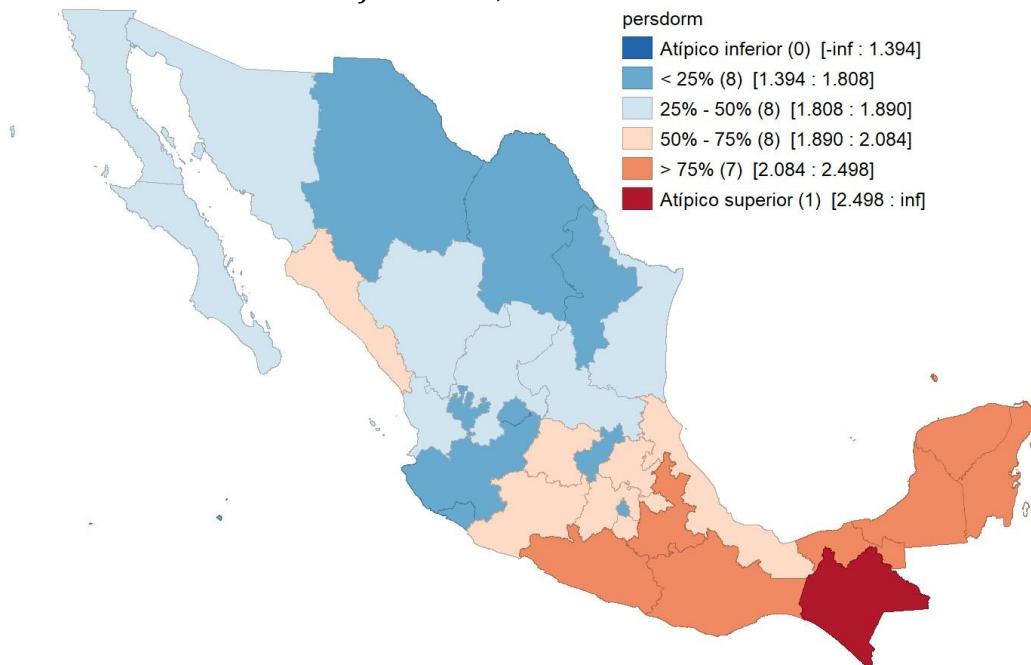 persdorm
Atípico inferior (0) [-inf : 1.394]
< 25% (8) [1.394 : 1.808]
25% - 50% (8) [1.808 : 1.890]
50% - 75% (8) [1.890 : 2.084]
> 75% (7) [2.084 : 2.498]
Atípico superior (1) [2.498 : inf]